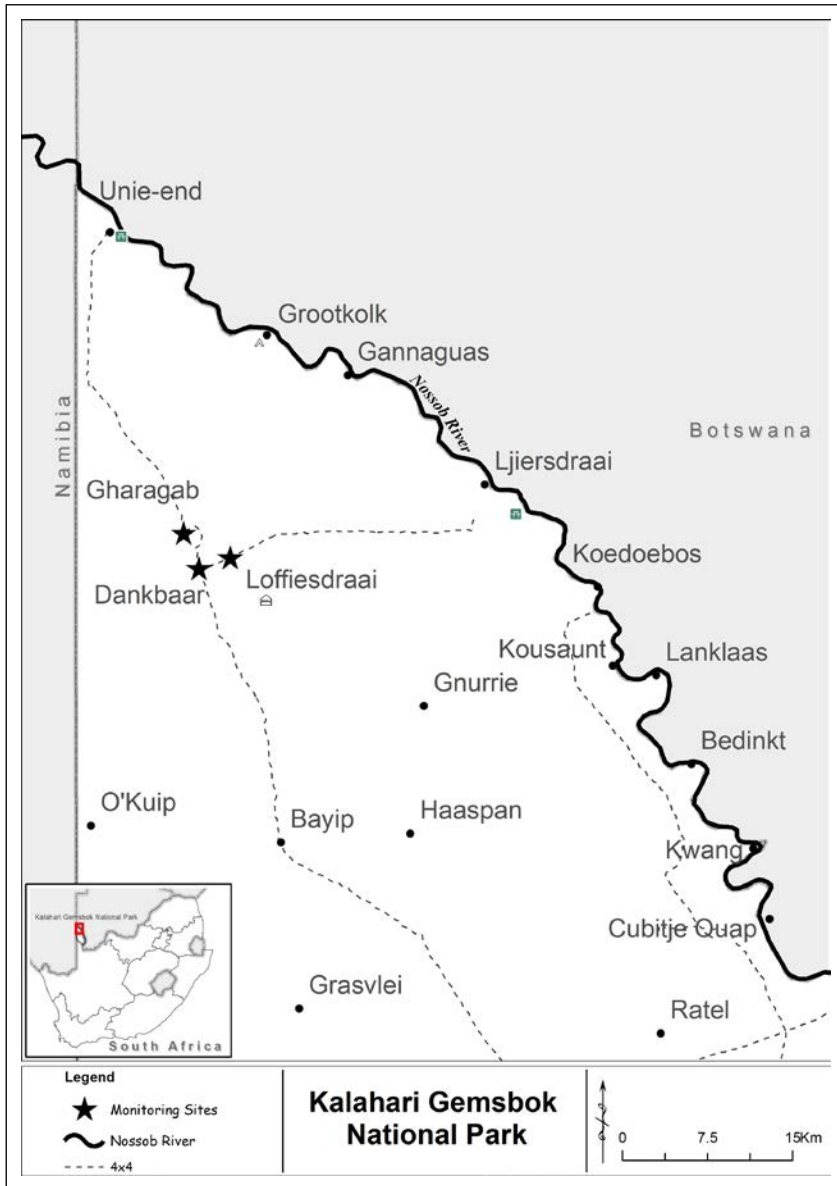 Unie-end
Grootkolk
Gannaguas
Nossob River
Namibia
Botswana
Ljiersdraai
Gharagab
Koedoebos
Dankbaar
Loffiesdraai
Kousaunt
Lanklaas
Gnurrie
Bedinkt
O'Kuip
Bayip
Haaspan
Kwang
Cubitje Quap
Grasvlei
Ratel
Kalahari Gemsbok National Park
South Africa
Legend
Monitoring Sites
Nossob River
4x4
Kalahari Gemsbok
National Park
0 7.5 15Km